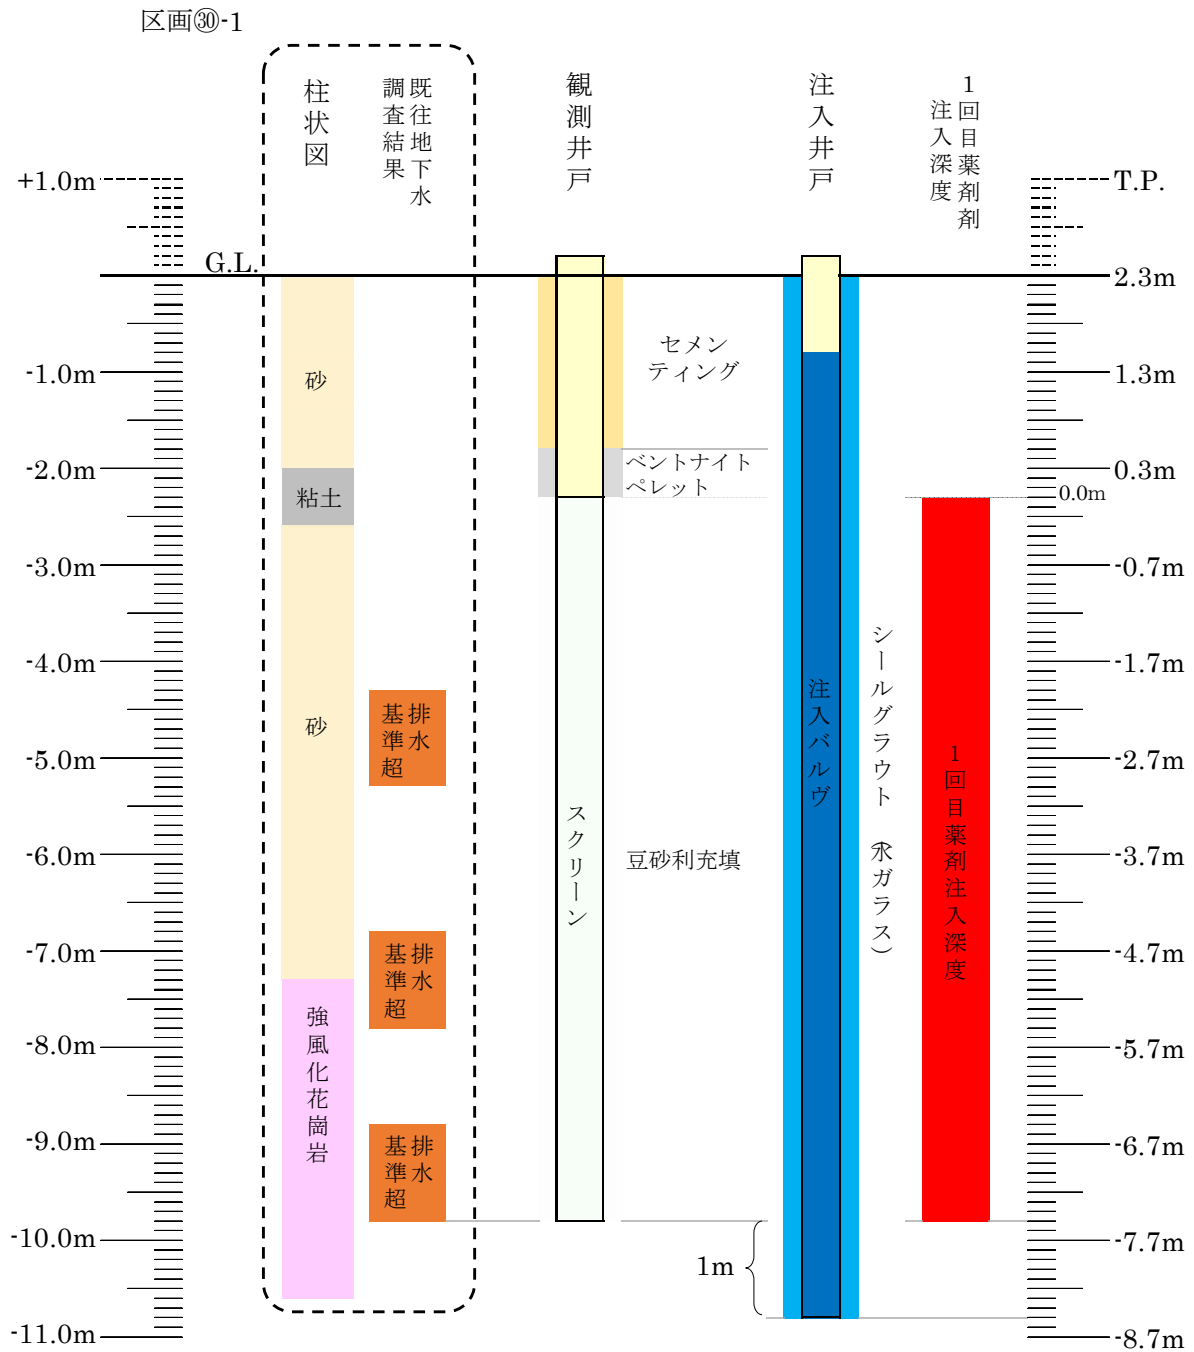 区画㉚-1
柱状図
既往地下水
調査結果
観測井戸
注入井戸
1回目薬剤剤
注入深度
+1.0m
T.P.
G.L.
2.3m
セメン
ティング
-1.0m
砂
1.3m
ベントナイト
ペレット
-2.0m
粘土
0.3m
0.0m
-3.0m
-0.7m
-4.0m
-1.7m
砂
排水
基準超
注入バルヴ
シールグラウト（水ガラス）
1回目薬剤注入深度
-5.0m
-2.7m
スクリーン
豆砂利充填
-6.0m
-3.7m
-7.0m
排水
基準超
-4.7m
強風化花崗岩
-8.0m
-5.7m
-9.0m
排水
基準超
-6.7m
-10.0m
-7.7m
1m
-11.0m
-8.7m